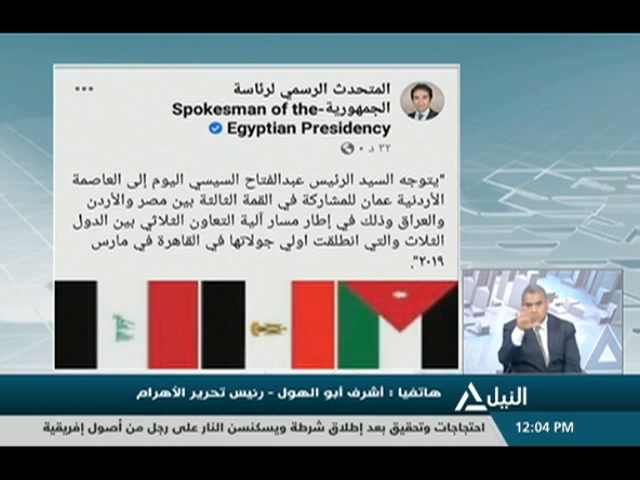 المتحدث الرسمي لرئاسة
الجمهورية-Spokesman of the
Egyptian Presidency
٣٢ د
"يتوجه السيد الرئيس عبدالفتاح السيسي اليوم إلى العاصمة
الأردنية عمان للمشاركة في القمة الثالثة بين مصر والأردن
والعراق وذلك في إطار مسار آلية التعاون الثلاثي بين الدول
الثلاث والتي انطلقت اولي جولاتها في القاهرة في مارس
٢٠١٩".
هاتفيا : أشرف أبو الهول - رئيس تحرير الأهرام
النيل
احتجاجات وتحقيق بعد إطلاق شرطة ويسكنسن النار على رجل من أصول إفريقية
12:04 PM